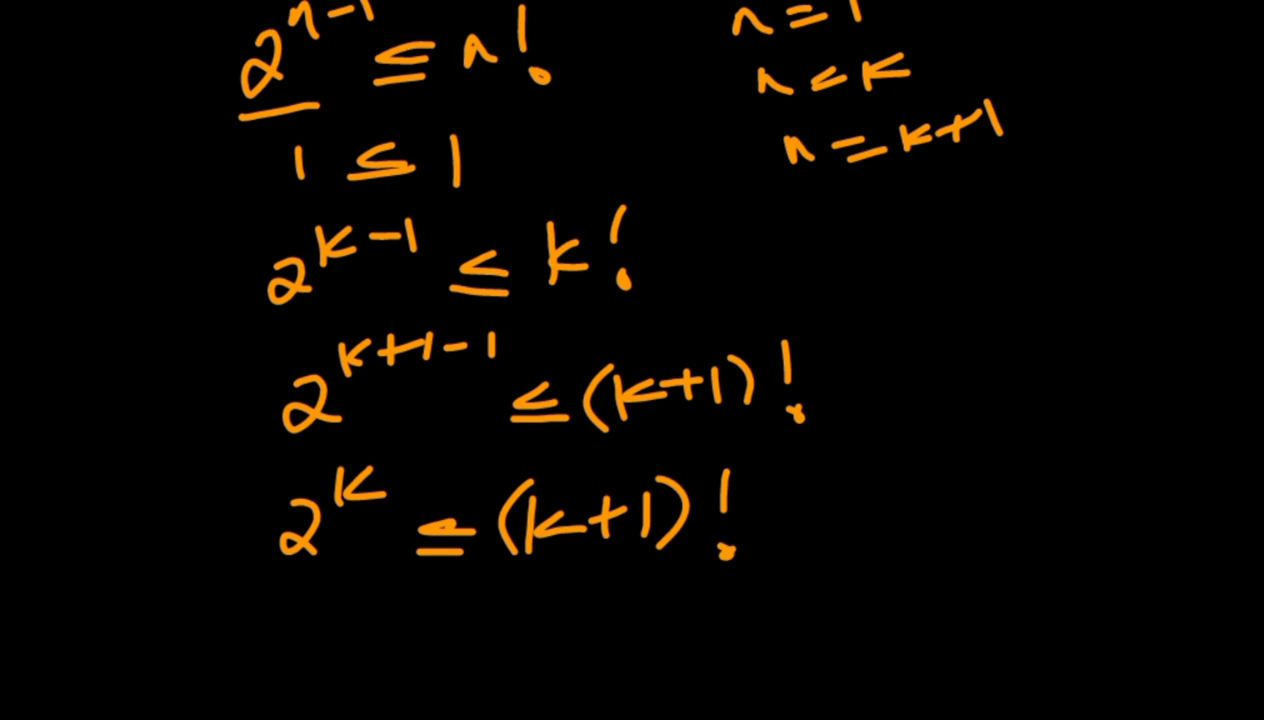 2^{n-1} ≤ n!
n = 1
n ≤ k
n = k+1
1 ≤ 1
2^{k-1} ≤ k!
2^{k+1-1} ≤ (k+1)!
2^k ≤ (k+1)!